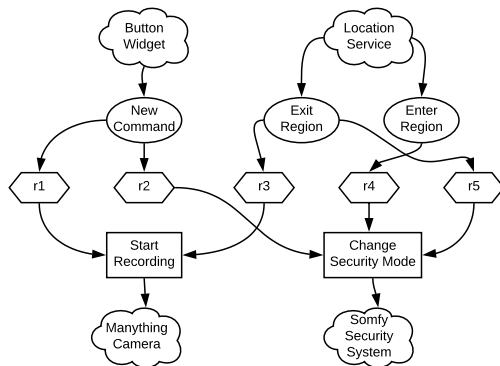 Button
Widget
Location
Service
New
Command
Exit
Region
Enter
Region
r1
r2
r3
r4
r5
Start
Recording
Change
Security Mode
Manything
Camera
Somfy
Security
System